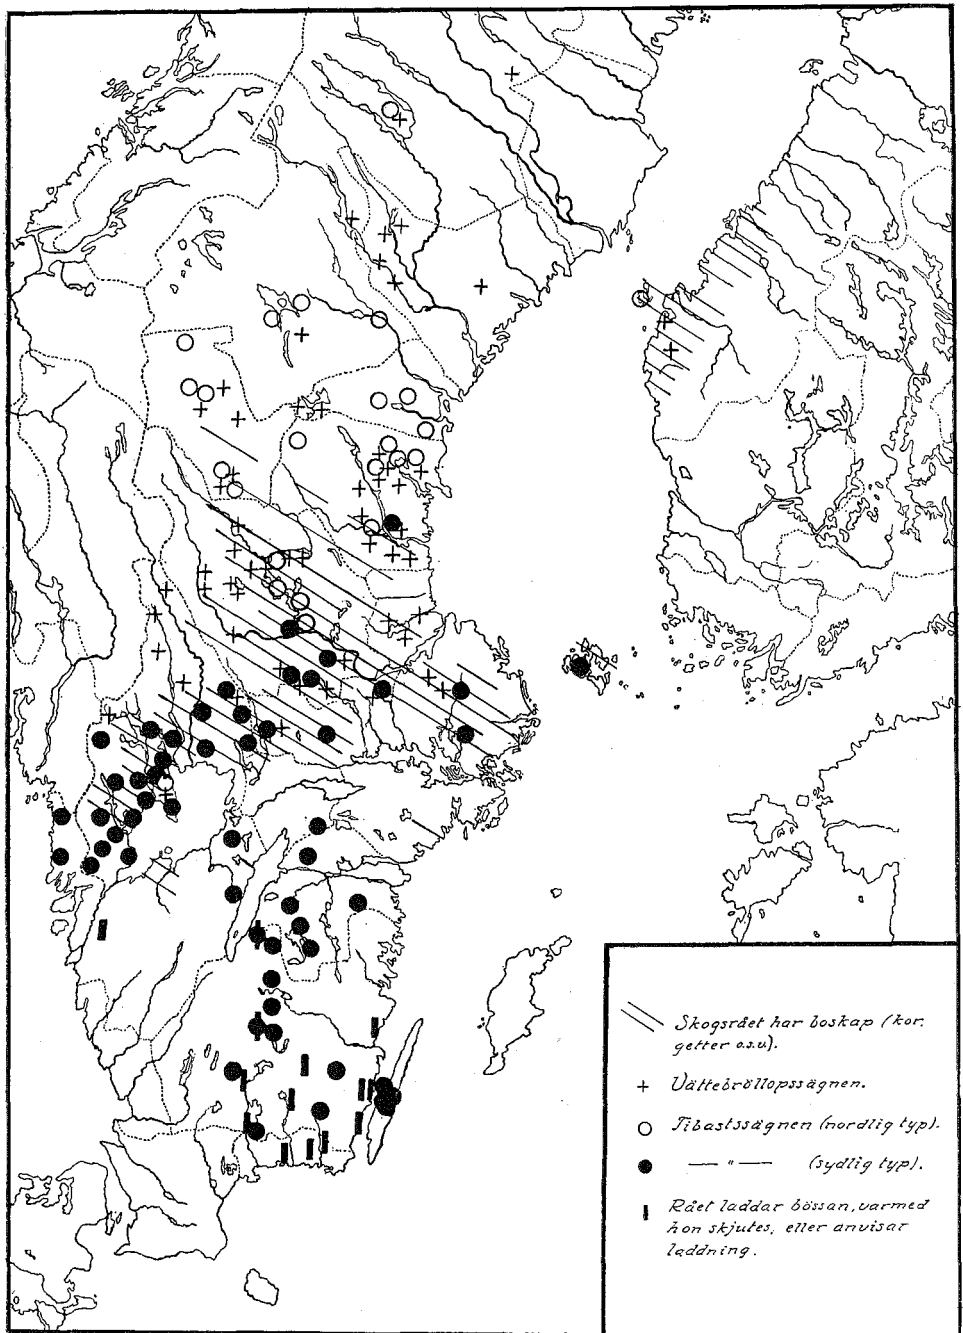 Skogsrået har boskap (kor.
getter o.s.v).
Vättebröllopssägnen.
Tibastsägnen (nordlig typ).
— " — (sydlig typ).
Rået laddar bössan, varmed
hon skjutes, eller anvisar
laddning.